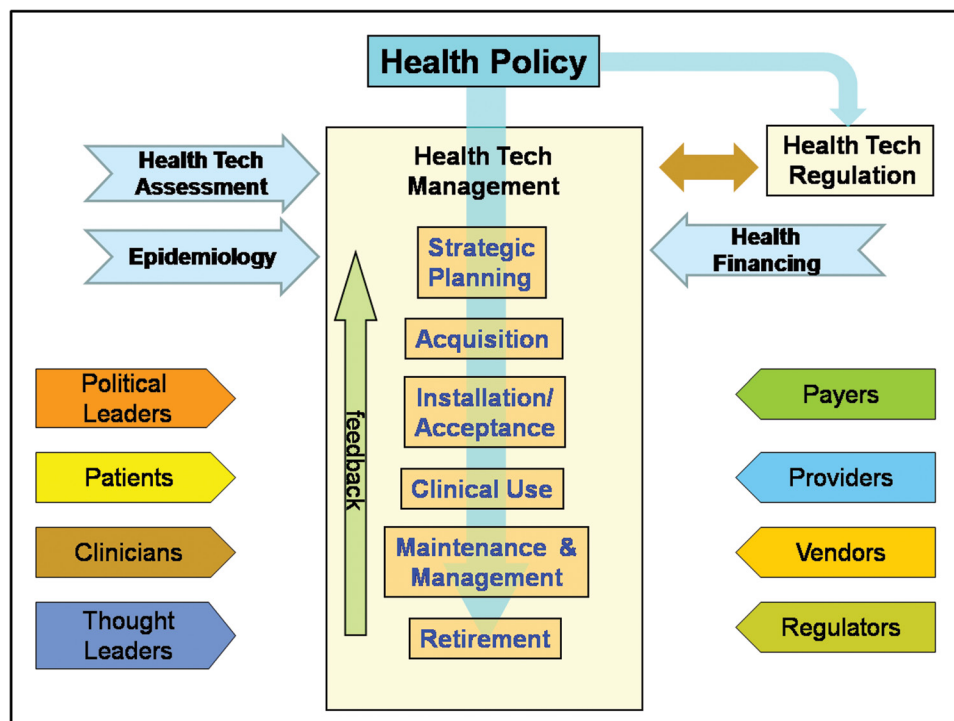 Health Policy
Health Tech
Assessment
Health Tech
Management
Health Tech
Regulation
Epidemiology
Strategic
Planning
Health
Financing
Acquisition
Installation/
Acceptance
Clinical Use
Maintenance &
Management
Retirement
feedback
Political
Leaders
Patients
Clinicians
Thought
Leaders
Payers
Providers
Vendors
Regulators